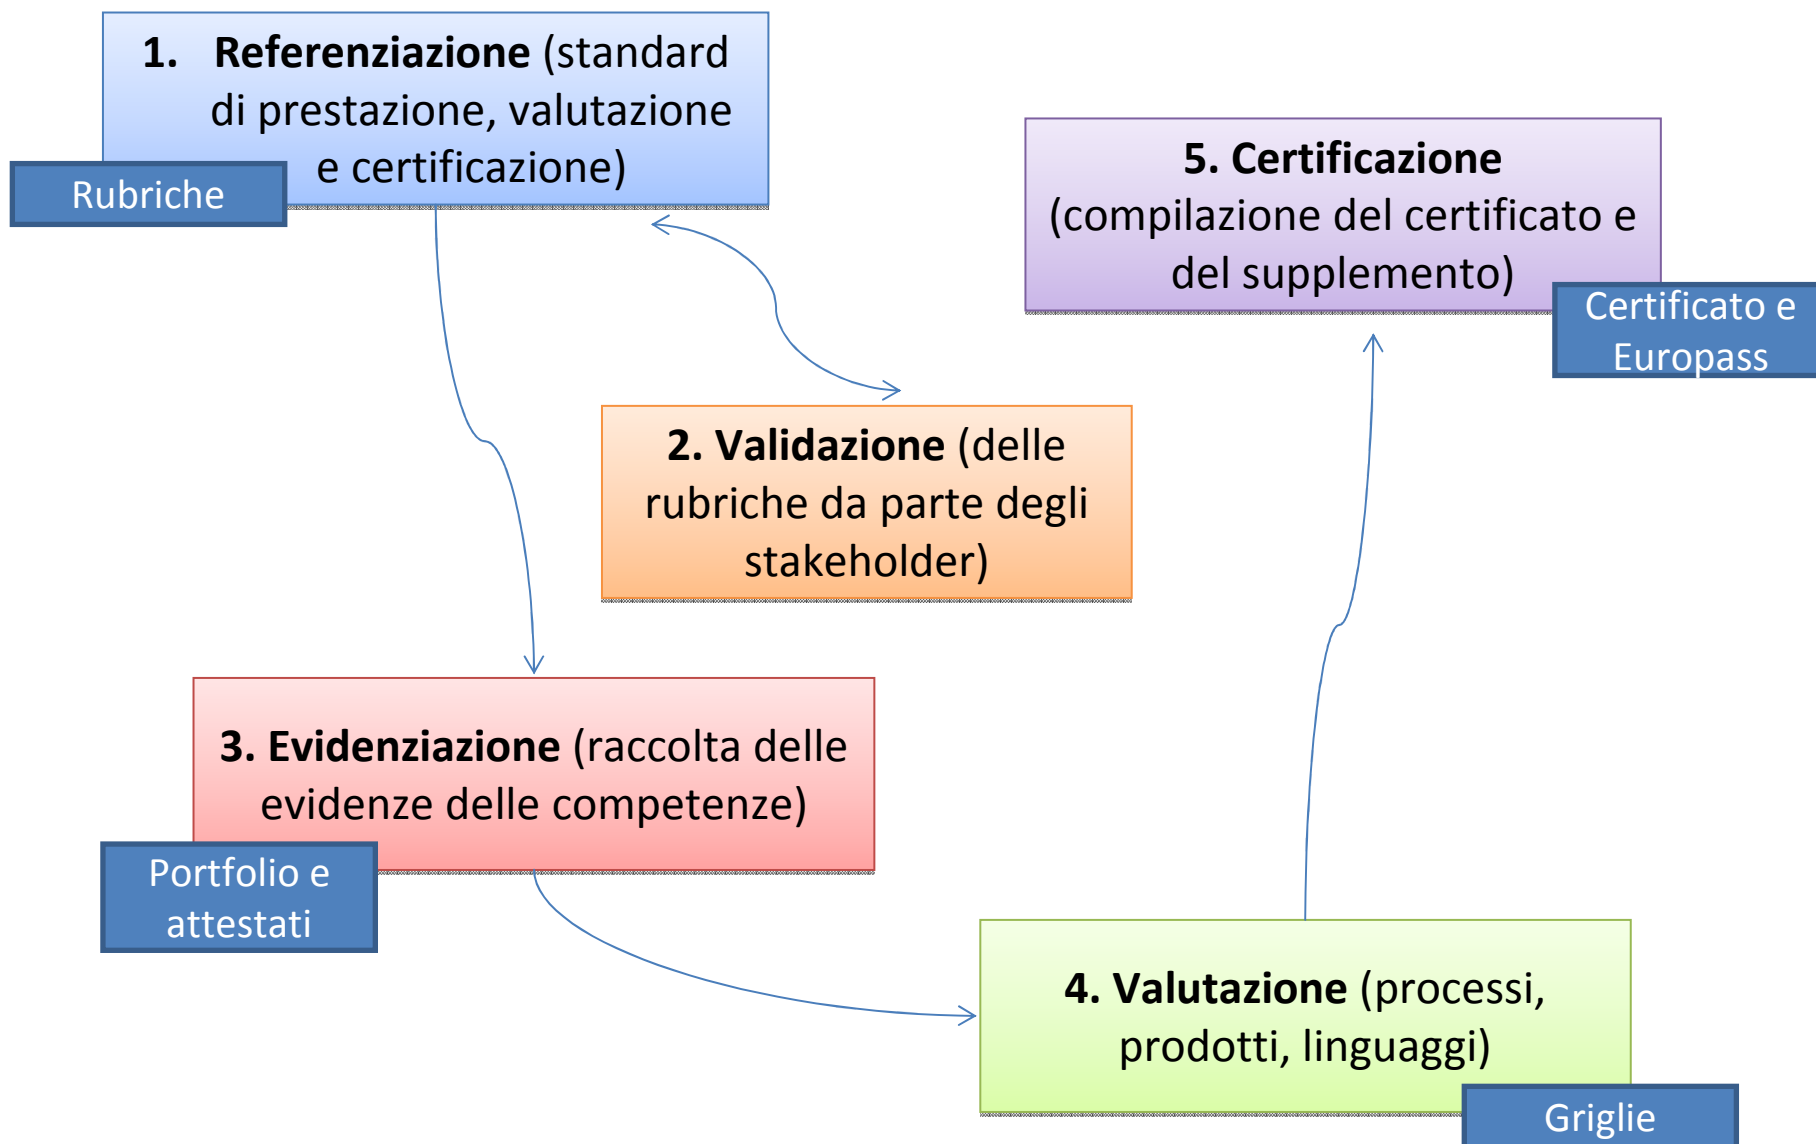 1. Referenziazione (standard
di prestazione, valutazione
e certificazione)
Rubriche
2. Validazione (delle
rubriche da parte degli
stakeholder)
3. Evidenziazione (raccolta delle
evidenze delle competenze)
Portfolio e
attestati
4. Valutazione (processi,
prodotti, linguaggi)
Griglie
5. Certificazione
(compilazione del certificato e
del supplemento)
Certificato e
Europass